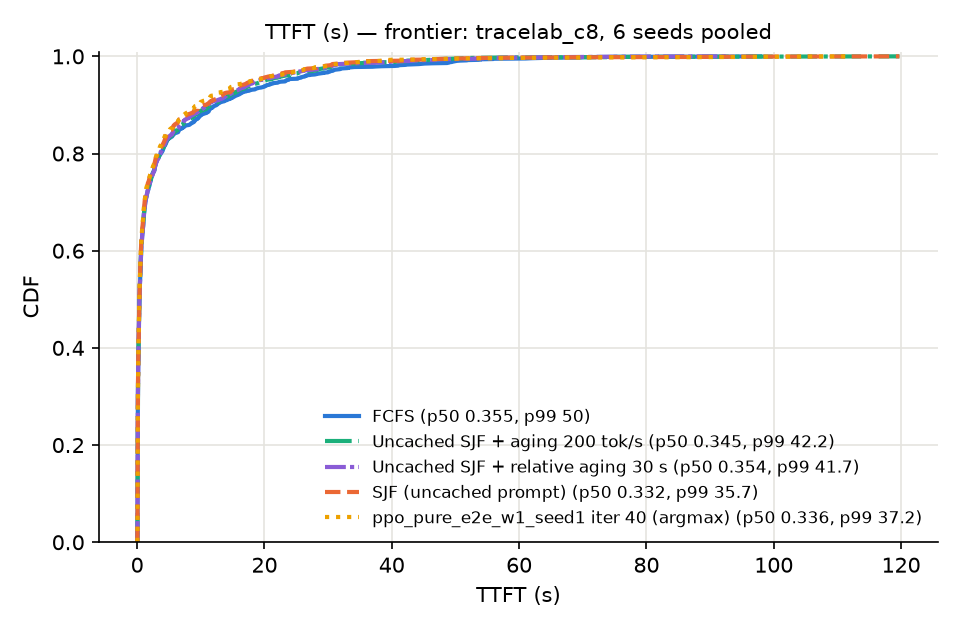 TTFT (s) — frontier: tracelab_c8, 6 seeds pooled
CDF
1.0
0.8
0.6
0.4
0.2
0.0
FCFS (p50 0.355, p99 50)
Uncached SJF + aging 200 tok/s (p50 0.345, p99 42.2)
Uncached SJF + relative aging 30 s (p50 0.354, p99 41.7)
SJF (uncached prompt) (p50 0.332, p99 35.7)
ppo_pure_e2e_w1_seed1 iter 40 (argmax) (p50 0.336, p99 37.2)
0 20 40 60 80 100 120
TTFT (s)